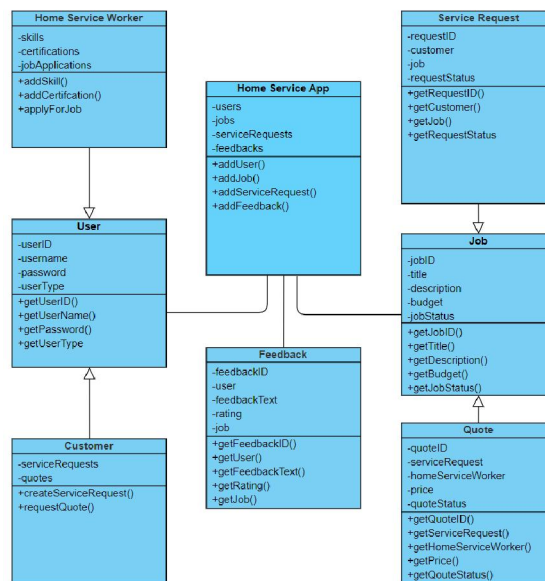 Home Service Worker
-skills
-certifications
-jobApplications
+addSkill()
+addCertifcation()
+applyForJob
Home Service App
-users
-jobs
-serviceRequests
-feedbacks
+addUser()
+addJob()
+addServiceRequest()
+addFeedback()
Service Request
-requestID
-customer
-job
-requestStatus
+getRequestID()
+getCustomer()
+getJob()
+getRequestStatus
User
-userID
-username
-password
-userType
+getUserID()
+getUserName()
+getPassword()
+getUserType
Job
-jobID
-title
-description
-budget
-jobStatus
+getJobID()
+getTitle()
+getDescription()
+getBudget()
+getJobStatus()
Feedback
-feedbackID
-user
-feedbackText
-rating
-job
+getFeedbackID()
+getUser()
+getFeedbackText()
+getRating()
+getJob()
Customer
-serviceRequests
-quotes
+createServiceRequest()
+requestQuote()
Quote
-quoteID
-serviceRequest
-homeServiceWorker
-price
-quoteStatus
+getQuoteID()
+getServiceRequest()
+getHomeServiceWorker()
+getPrice()
+getQouteStatus()